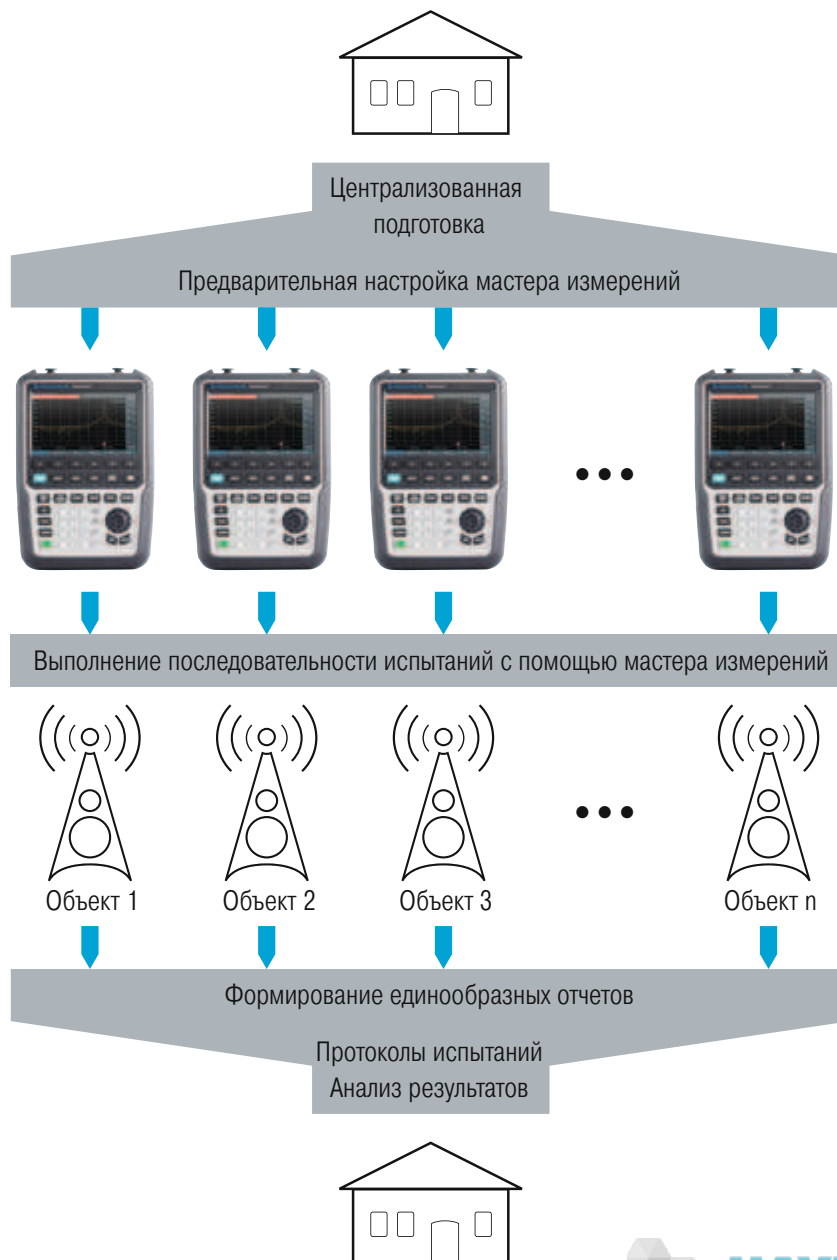 Централизованная
подготовка
Предварительная настройка мастера измерений
Выполнение последовательности испытаний с помощью мастера измерений
Объект 1 Объект 2 Объект 3 Объект n
Формирование единообразных отчетов
Протоколы испытаний
Анализ результатов